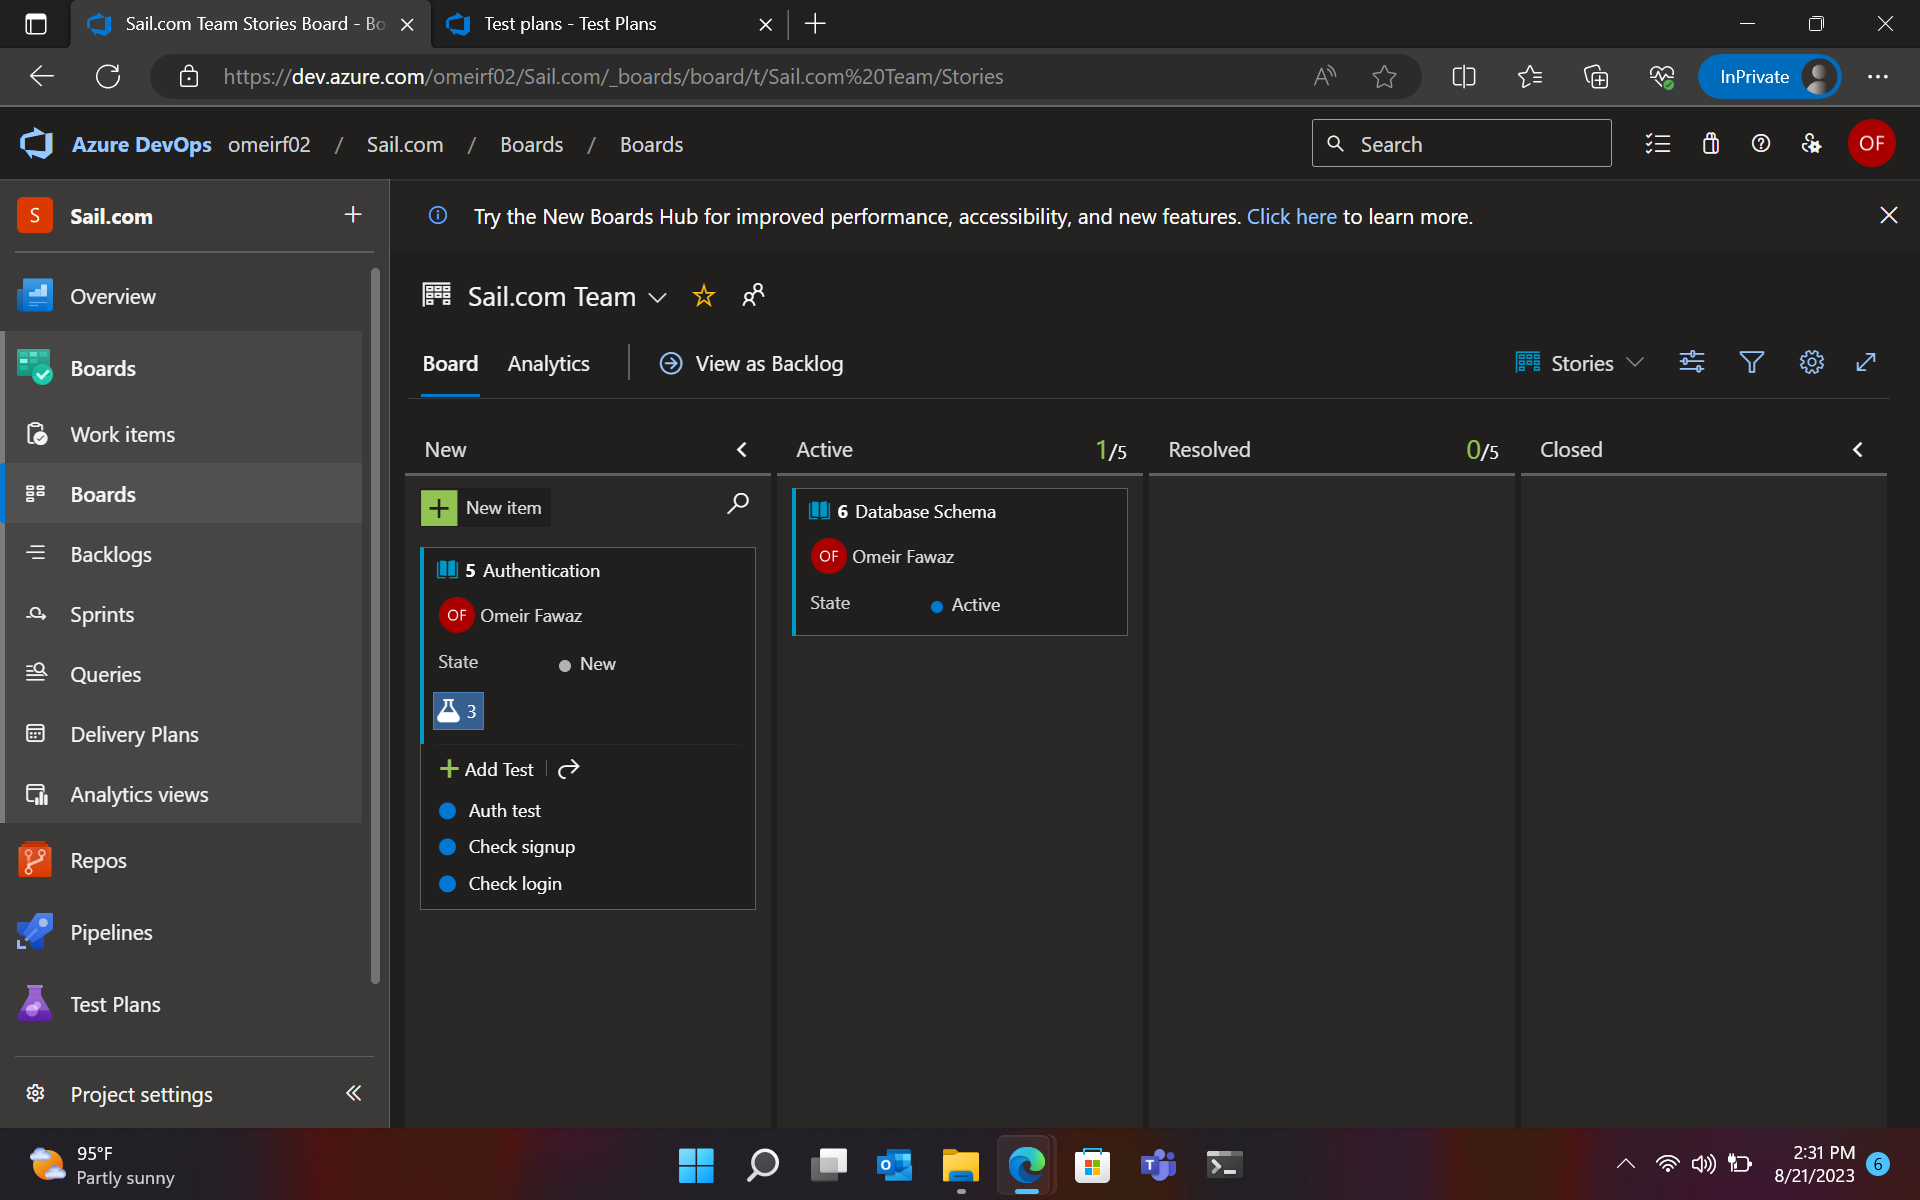 Sail.com Team Stories Board - Bo
Test plans - Test Plans
https://dev.azure.com/omeirf02/Sail.com/_boards/board/t/Sail.com%20Team/Stories
InPrivate
Azure DevOps omeirf02 / Sail.com / Boards / Boards
Search
OF
S Sail.com
Overview
Boards
Work items
Boards
Backlogs
Sprints
Queries
Delivery Plans
Analytics views
Repos
Pipelines
Test Plans
Project settings
Try the New Boards Hub for improved performance, accessibility, and new features. Click here to learn more.
Sail.com Team
Board Analytics View as Backlog
Stories
New
New item
5 Authentication
OF Omeir Fawaz
State New
3
Add Test
Auth test
Check signup
Check login
Active 1/5
6 Database Schema
OF Omeir Fawaz
State Active
Resolved 0/5
Closed
95°F
Partly sunny
2:31 PM
8/21/2023
6